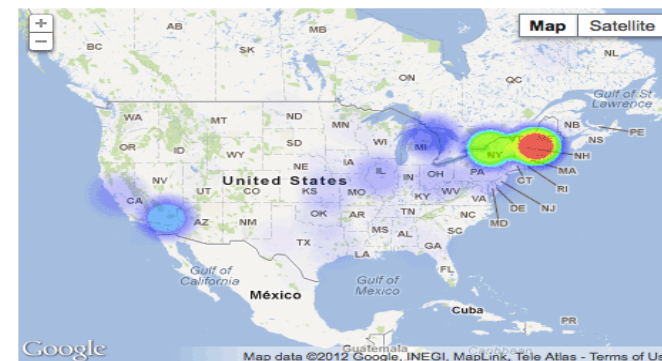 +
−
Map
Satellite
AB
MB
BC
SK
NL
ON
QC
Gulf of St
Lawrence
WA
MT
ND
MN
NB
PE
OR
ID
SD
WI
MI
NS
WY
IA
NY
NH
NE
PA
MA
NV
UT
United States
IL
IN
OH
CT
RI
CO
KS
MO
WV
NJ
CA
KY
VA
DE
MD
AZ
NM
OK
AR
TN
NC
MS
AL
SC
TX
GA
LA
Gulf of
California
FL
Gulf of
Mexico
México
Cuba
PR
Guatemala
Caribbean
Google
Map data ©2012 Google, INEGI, MapLink, Tele Atlas - Terms of Us